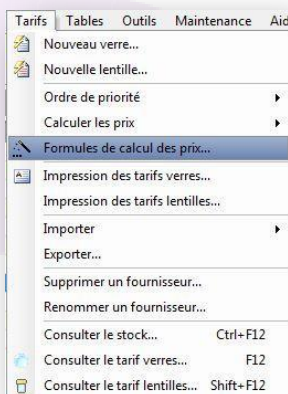 Tarifs Tables Outils Maintenance Aid
Nouveau verre...
Nouvelle lentille...
Ordre de priorité
Calculer les prix
Formules de calcul des prix...
Impression des tarifs verres...
Impression des tarifs lentilles...
Importer
Exporter...
Supprimer un fournisseur...
Renommer un fournisseur...
Consulter le stock... Ctrl+F12
Consulter le tarif verres... F12
Consulter le tarif lentilles... Shift+F12